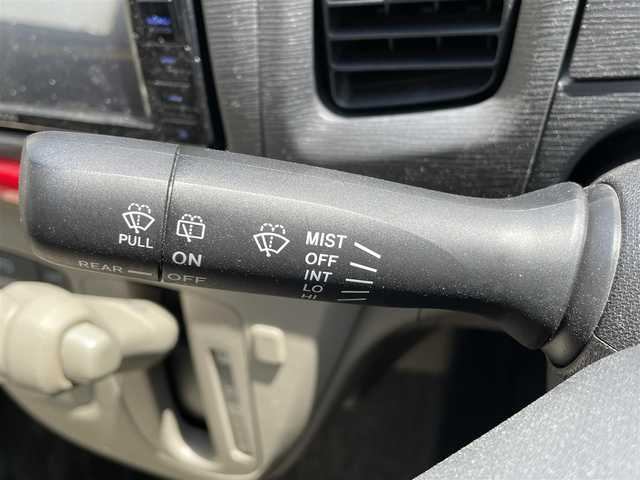 PULL
REAR
ON
OFF
MIST
OFF
INT
LO
HI